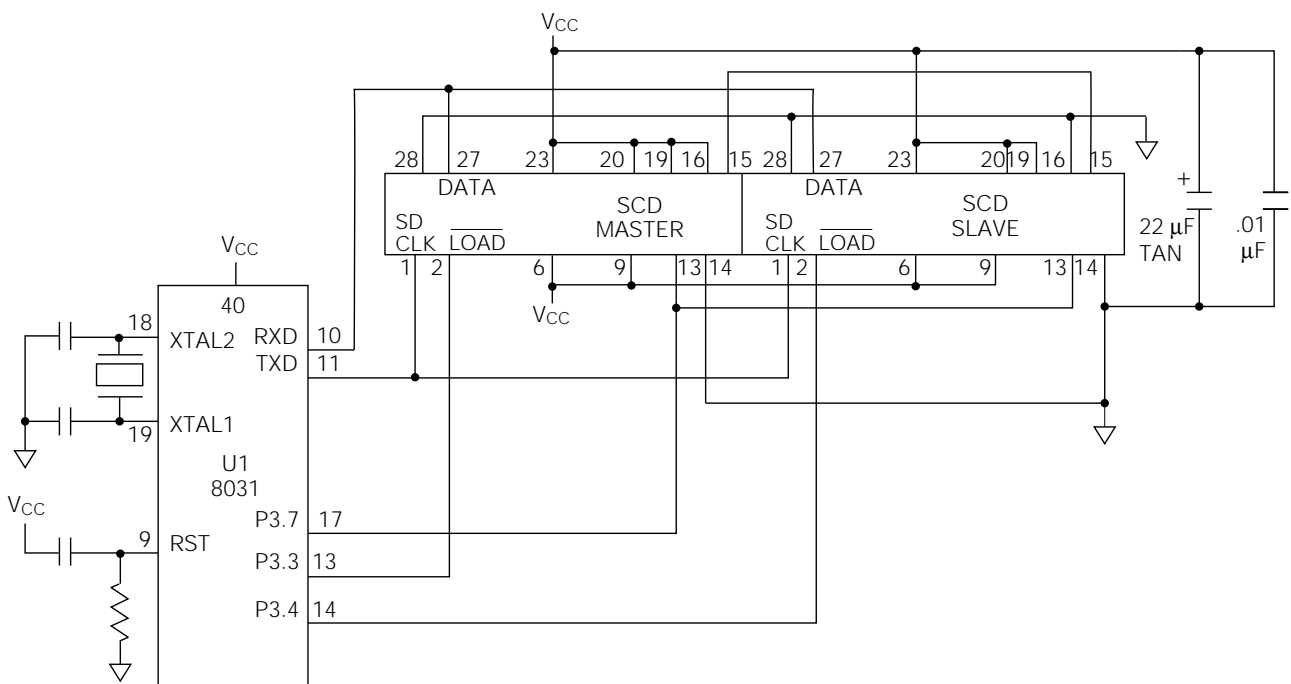 VCC
28 27 23 20 19 16 15 28 27 23 20 19 16 15
DATA DATA
SCD SCD
MASTER SLAVE
SD SD
CLK LOAD CLK LOAD
+
22 μF
TAN
.01
μF
1 2 6 9 13 14 1 2 6 9 13 14
VCC
VCC
40
18 XTAL2
RXD 10
TXD 11
19 XTAL1
U1
8031
VCC
P3.7 17
9 RST
P3.3 13
P3.4 14